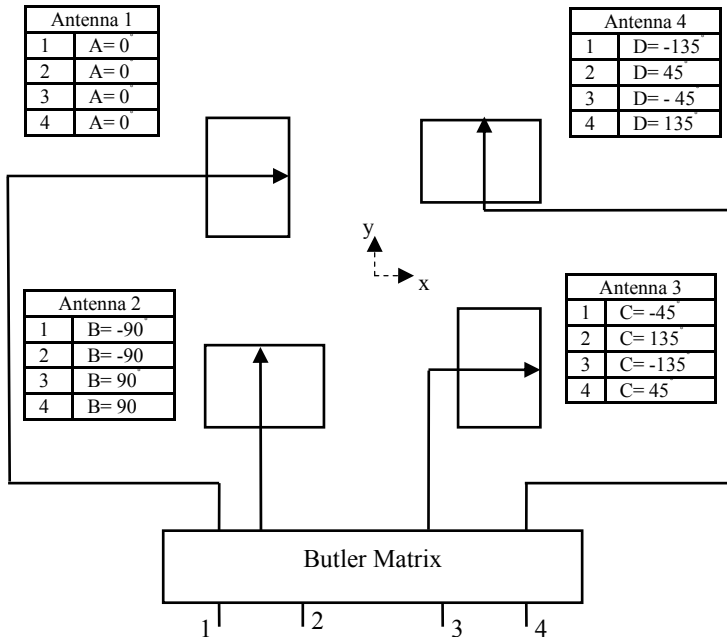 Antenna 1
1 A= 0°
2 A= 0°
3 A= 0°
4 A= 0°
Antenna 4
1 D= -135°
2 D= 45°
3 D= - 45°
4 D= 135°
y
x
Antenna 2
1 B= -90°
2 B= -90
3 B= 90°
4 B= 90
Antenna 3
1 C= -45°
2 C= 135°
3 C= -135°
4 C= 45°
Butler Matrix
1 2 3 4